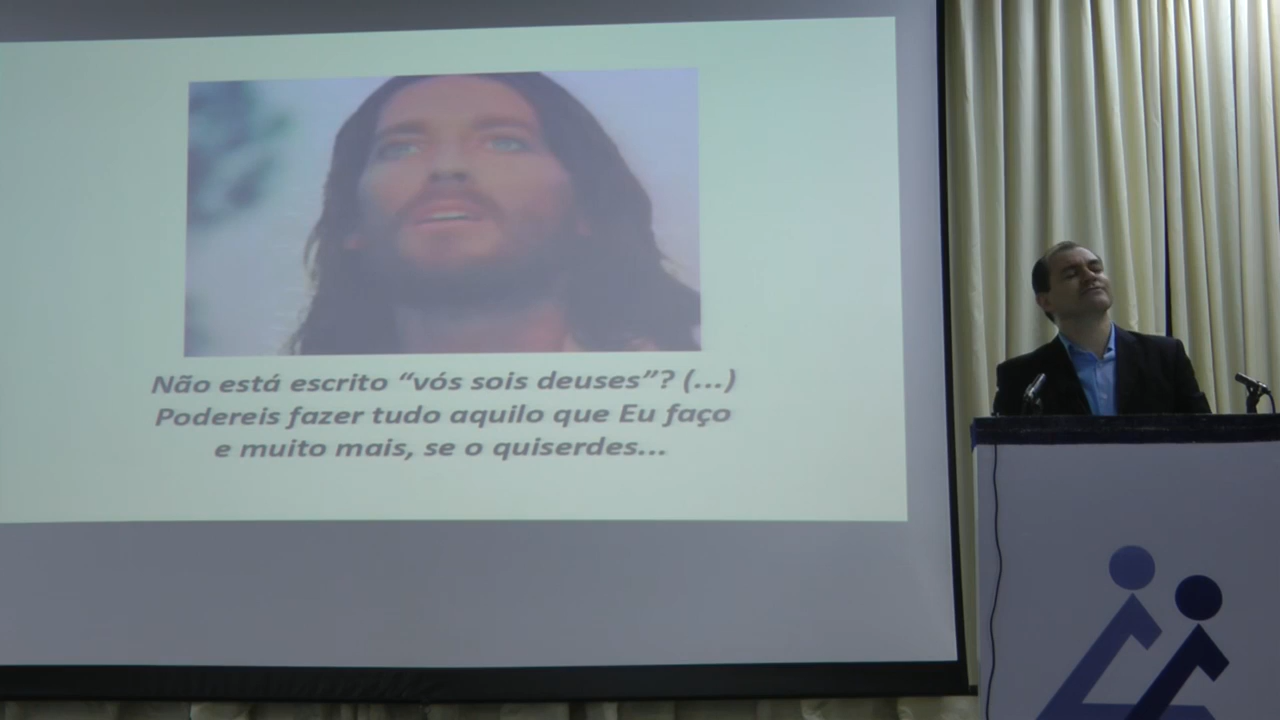 Não está escrito “vós sois deuses”? (...)
Podereis fazer tudo aquilo que Eu faço
e muito mais, se o quiserdes...